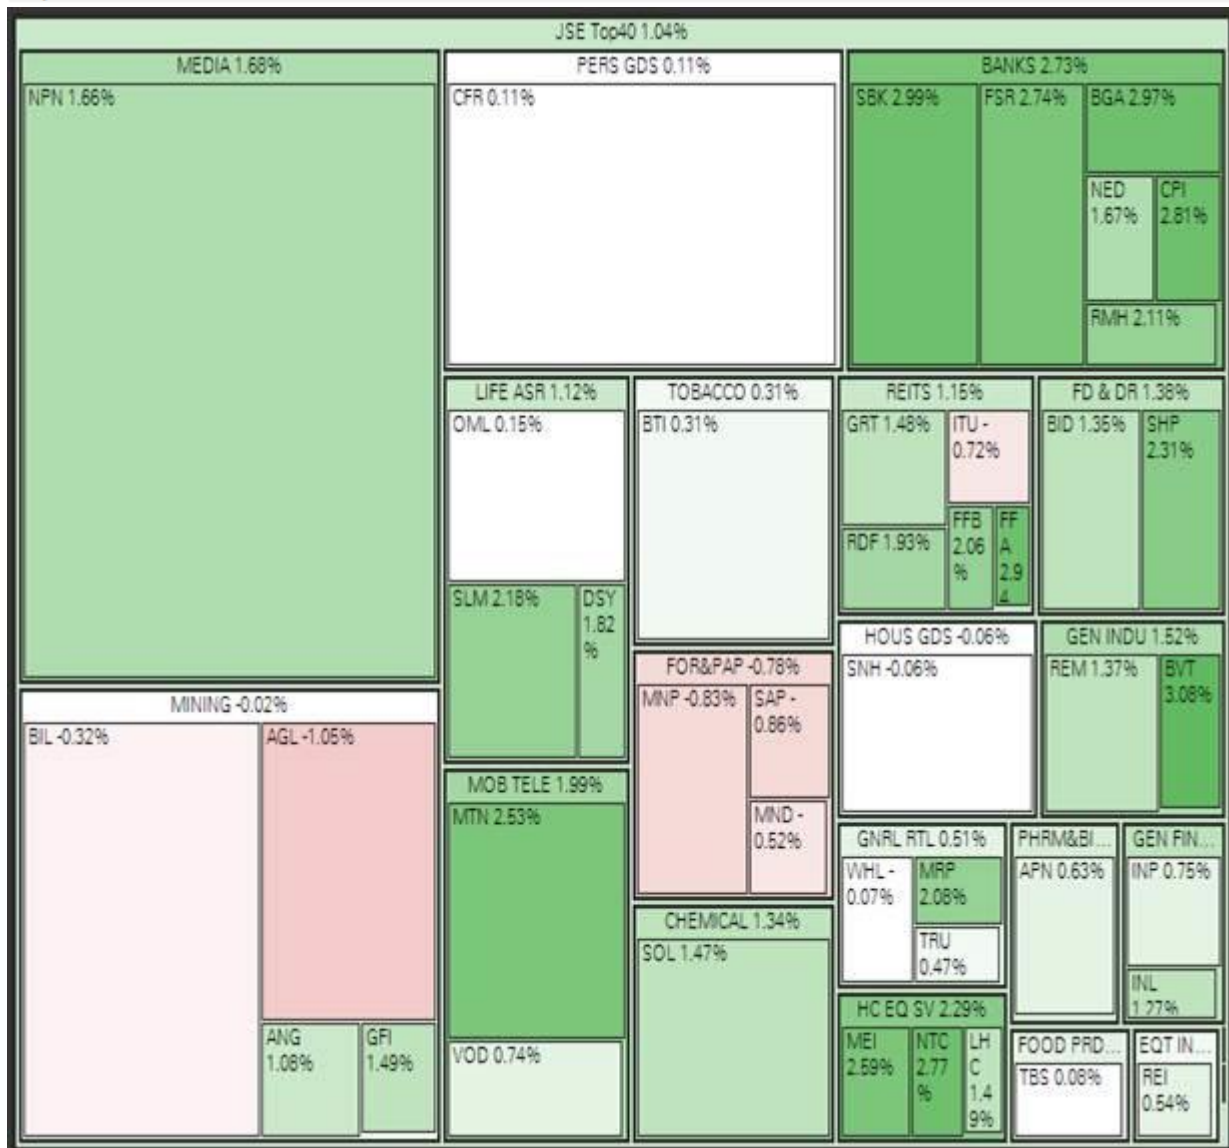 JSE Top40 1.04%
MEDIA 1.68%
NPN 1.66%
PERS GDS 0.11%
CFR 0.11%
BANKS 2.73%
SBK 2.99%
FSR 2.74%
BGA 2.97%
NED
1.67%
CPI
2.81%
RMH 2.11%
LIFE ASR 1.12%
OML 0.15%
SLM 2.18%
DSY
1.82
%
TOBACCO 0.31%
BTI 0.31%
REITS 1.15%
GRT 1.48%
ITU -
0.72%
RDF 1.93%
FFB
2.06
%
FF
A
2.9
4
FD & DR 1.38%
BID 1.35%
SHP
2.31%
HOUS GDS -0.06%
SNH -0.06%
GEN INDU 1.52%
REM 1.37%
BVT
3.08%
FOR&PAP -0.78%
MNP -0.83%
SAP -
0.86%
MND -
0.52%
MINING -0.02%
BIL -0.32%
AGL -1.05%
ANG
1.08%
GFI
1.49%
MOB TELE 1.99%
MTN 2.53%
VOD 0.74%
CHEMICAL 1.34%
SOL 1.47%
GNRL RTL 0.51%
WHL -
0.07%
MRP
2.08%
TRU
0.47%
PHRM&BI...
APN 0.63%
GEN FIN...
INP 0.75%
INL
1.27%
HC EQ SV 2.29%
MEI
2.59%
NTC
2.77
%
LH
C
1.4
9%
FOOD PRD...
TBS 0.08%
EQT IN...
REI
0.54%